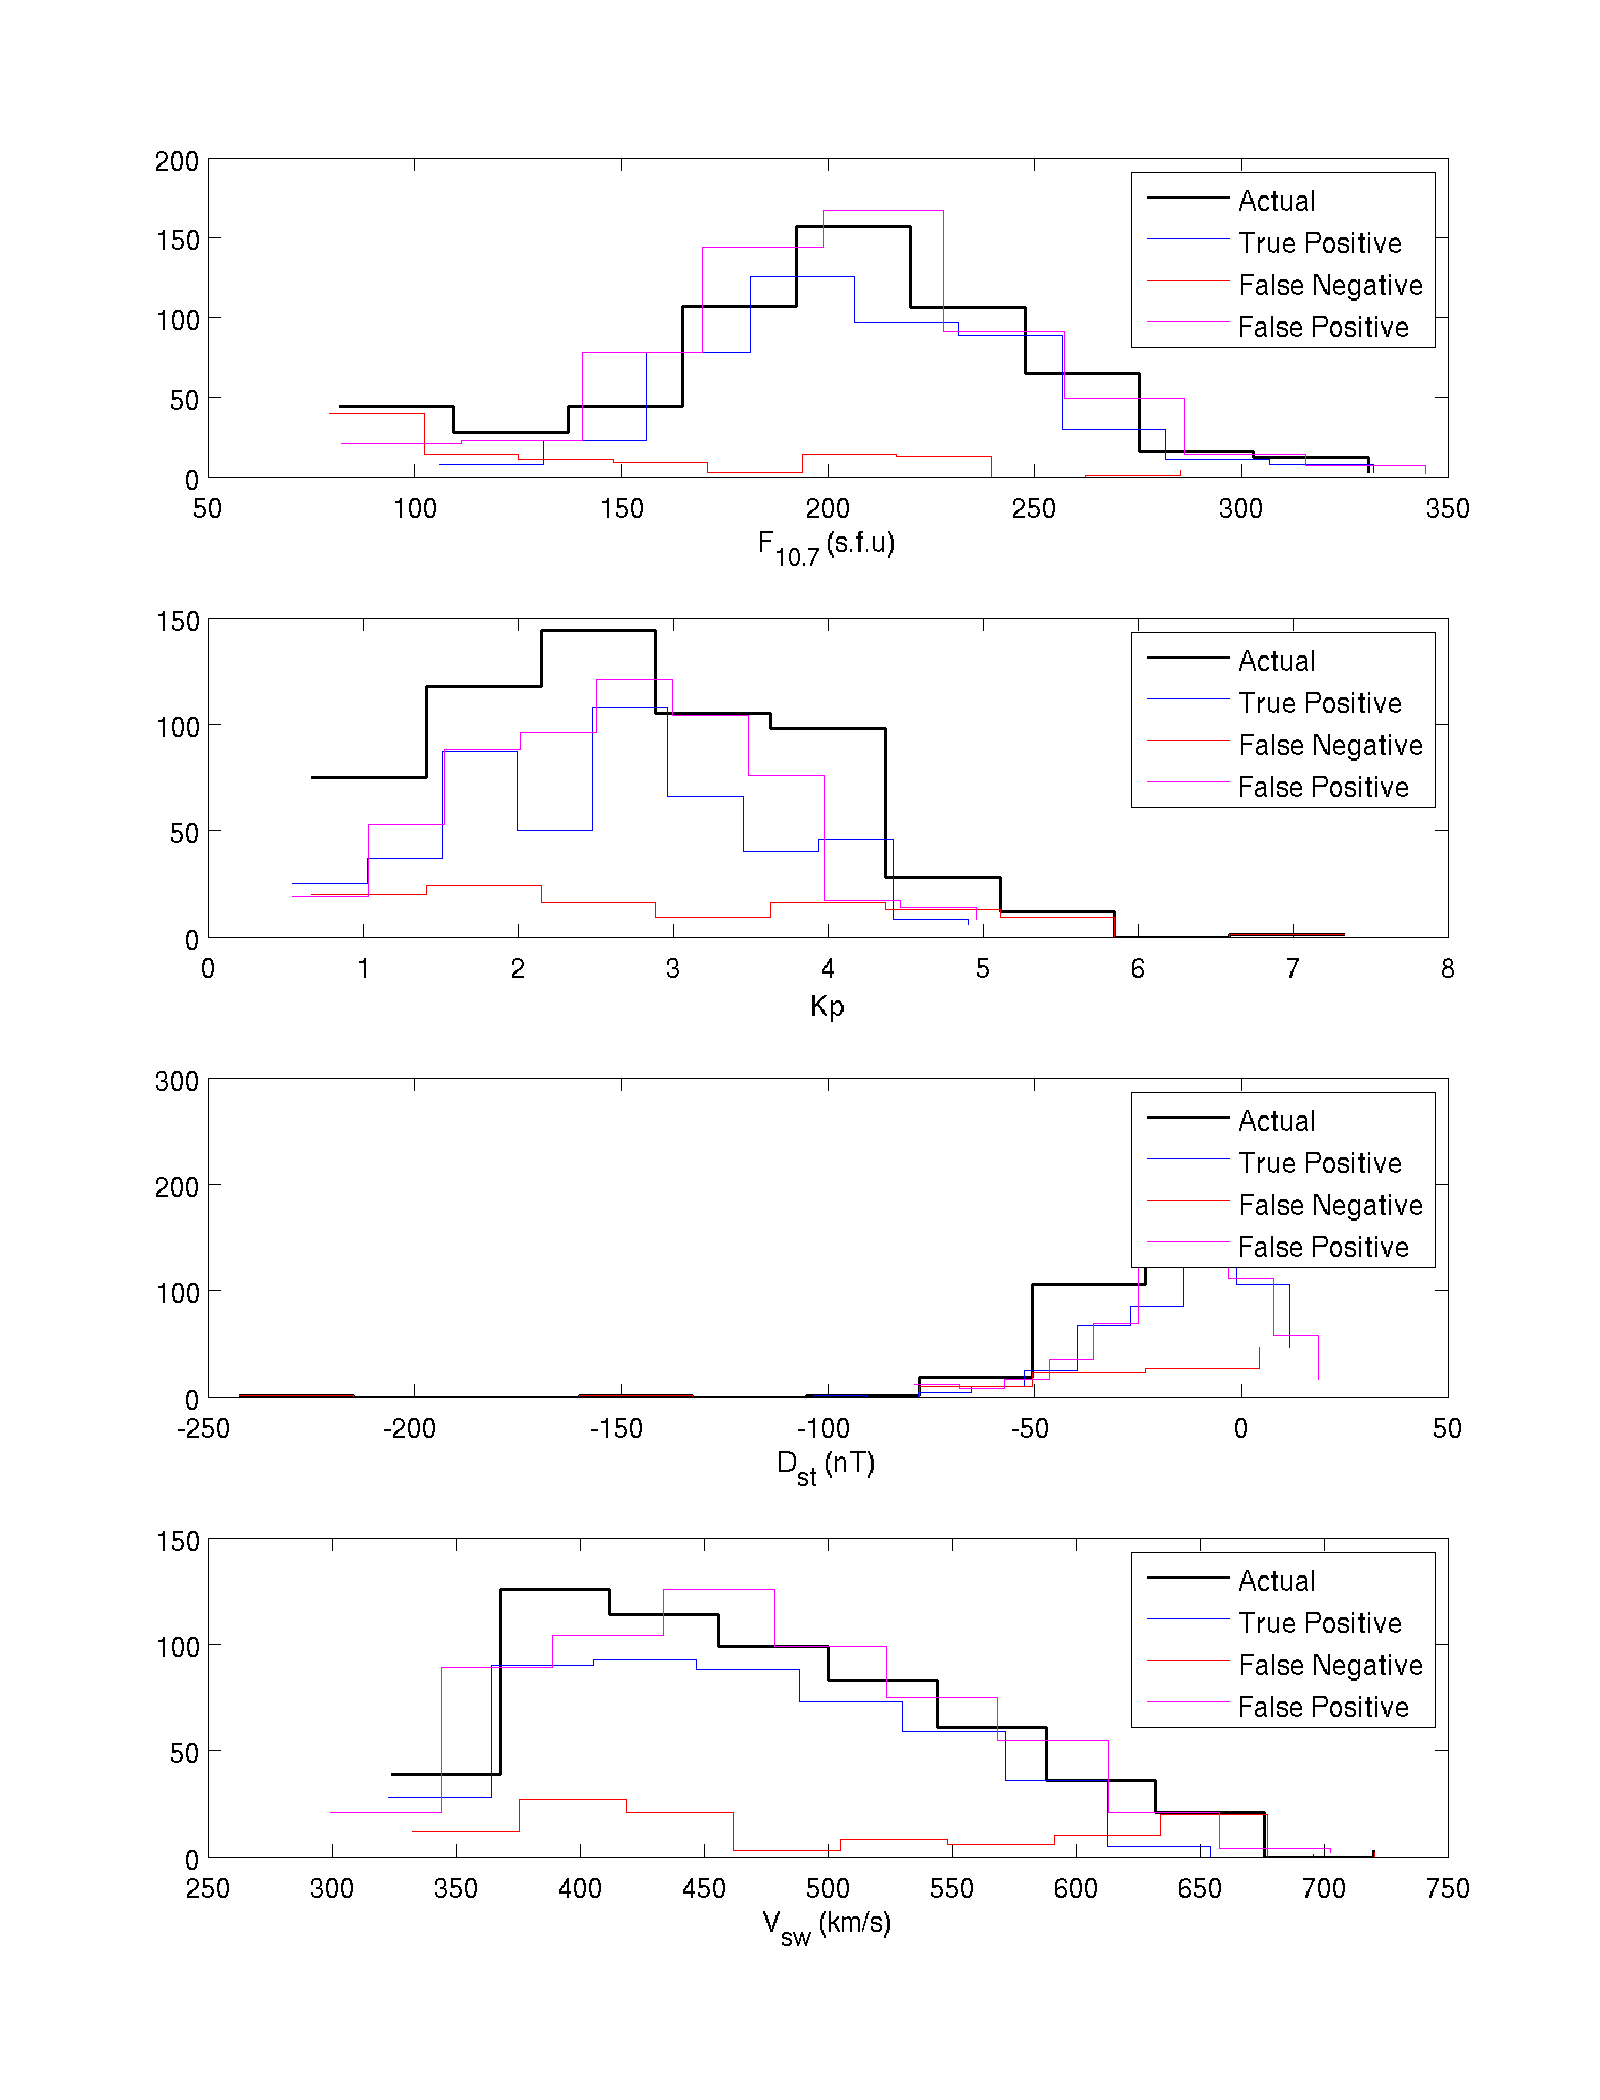 200
150
100
50
0
50 100 150 200 250 300 350
F10.7 (s.f.u)
Actual
True Positive
False Negative
False Positive
150
100
50
0
0 1 2 3 4 5 6 7 8
Kp
Actual
True Positive
False Negative
False Positive
300
200
100
0
-250 -200 -150 -100 -50 0 50
Dst (nT)
Actual
True Positive
False Negative
False Positive
150
100
50
0
250 300 350 400 450 500 550 600 650 700 750
Vsw (km/s)
Actual
True Positive
False Negative
False Positive